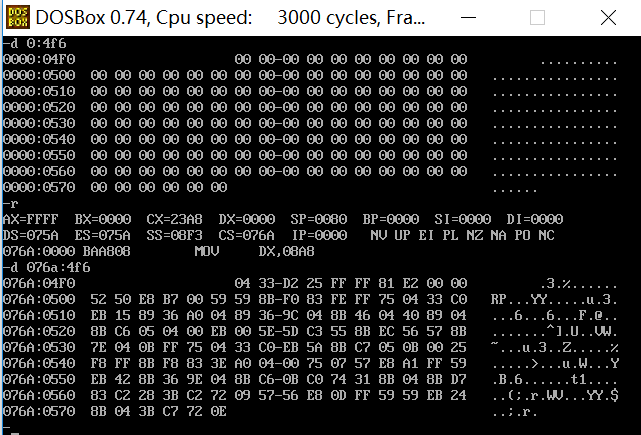 DOS BOX DOSBox 0.74, Cpu speed:    3000 cycles, Fra...
-d 0:4f6
0000:04F0                    00 00-00 00 00 00 00 00 00 00         ..........
0000:0500  00 00 00 00 00 00 00 00-00 00 00 00 00 00 00 00   ................
0000:0510  00 00 00 00 00 00 00 00-00 00 00 00 00 00 00 00   ................
0000:0520  00 00 00 00 00 00 00 00-00 00 00 00 00 00 00 00   ................
0000:0530  00 00 00 00 00 00 00 00-00 00 00 00 00 00 00 00   ................
0000:0540  00 00 00 00 00 00 00 00-00 00 00 00 00 00 00 00   ................
0000:0550  00 00 00 00 00 00 00 00-00 00 00 00 00 00 00 00   ................
0000:0560  00 00 00 00 00 00 00 00-00 00 00 00 00 00 00 00   ................
0000:0570  00 00 00 00 00 00                                 ......
-r
AX=FFFF  BX=0000  CX=23A8  DX=0000  SP=0080  BP=0000  SI=0000  DI=0000
DS=075A  ES=075A  SS=08F3  CS=076A  IP=0000   NV UP EI PL NZ NA PO NC
076A:0000 BAA808        MOV     DX,08A8
-d 076a:4f6
076A:04F0                    04 33-D2 25 FF FF 81 E2 00 00         .3.%......
076A:0500  52 50 E8 B7 00 59 59 8B-F0 83 FE FF 75 04 33 C0   RP...YY.....u.3.
076A:0510  EB 15 89 36 A0 04 89 36-9C 04 8B 46 04 40 89 04   ...6...6...F.@..
076A:0520  8B C6 05 04 00 EB 00 5E-5D C3 55 8B EC 56 57 8B   .......^].U..VW.
076A:0530  7E 04 0B FF 75 04 33 C0-EB 5A 8B C7 05 0B 00 25   ~...u.3..Z.....%
076A:0540  F8 FF 8B F8 83 3E A0 04-00 75 07 57 E8 A1 FF 59   .....>...u.W...Y
076A:0550  EB 42 8B 36 9E 04 8B C6-0B C0 74 31 8B 04 8B D7   .B.6......t1....
076A:0560  83 C2 28 3B C2 72 09 57-56 E8 0D FF 59 59 EB 24   ..(;.r.WV...YY.$
076A:0570  8B 04 3B C7 72 0E                                 ..;.r.
-